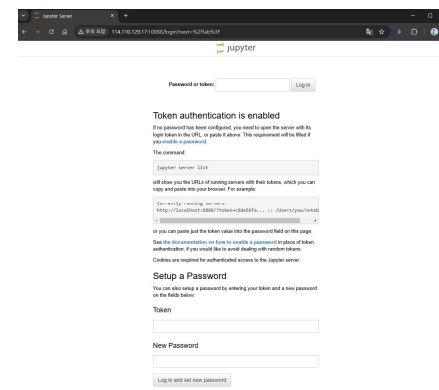 Jupyter Server
주의 요함 114.110.129.17:10088/login?next=%2Flab%3F
jupyter
Password or token:
Log in
Token authentication is enabled
If no password has been configured, you need to open the server with its
login token in the URL, or paste it above. This requirement will be lifted if
you enable a password.
The command:
jupyter server list
will show you the URLs of running servers with their tokens, which you can
copy and paste into your browser. For example:
Currently running servers:
http://localhost:8888/?token=c8de56fa... :: /Users/you/noteb
or you can paste just the token value into the password field on this page.
See the documentation on how to enable a password in place of token
authentication, if you would like to avoid dealing with random tokens.
Cookies are required for authenticated access to the Jupyter server.
Setup a Password
You can also setup a password by entering your token and a new password
on the fields below:
Token
New Password
Log in and set new password